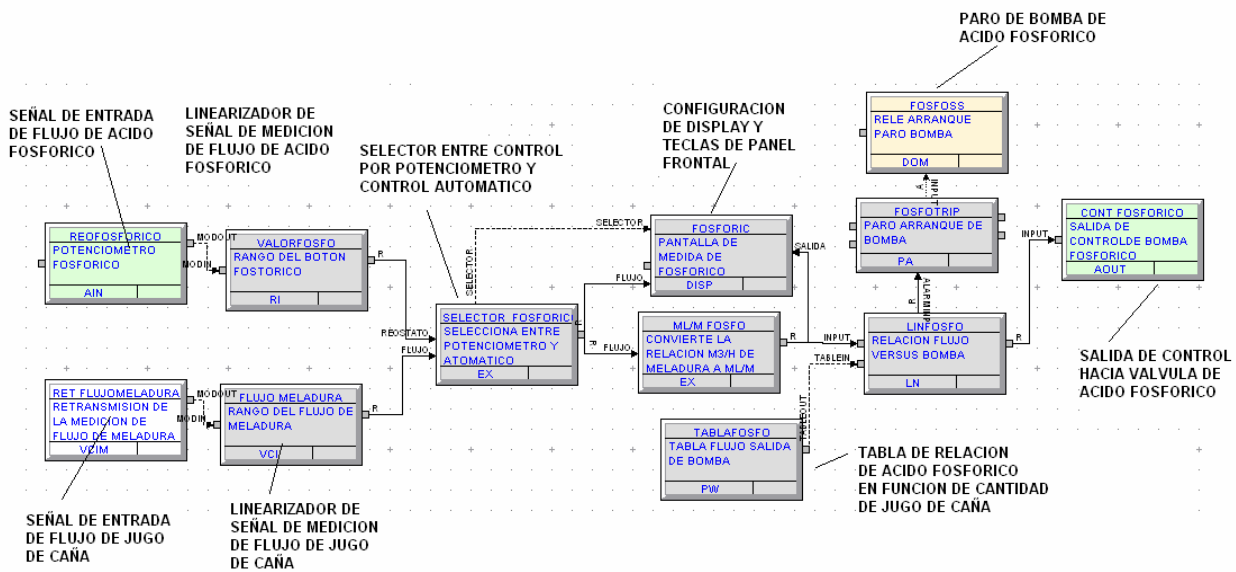 PARO DE BOMBA DE
ACIDO FOSFORICO
SEÑAL DE ENTRADA
DE FLUJO DE ACIDO
FOSFORICO
LINEARIZADOR DE
SEÑAL DE MEDICION
DE FLUJO DE ACIDO
FOSFORICO
SELECTOR ENTRE CONTROL
POR POTENCIOMETRO Y
CONTROL AUTOMATICO
CONFIGURACION
DE DISPLAY Y
TECLAS DE PANEL
FRONTAL
FOSFOSS
RELE ARRANQUE
PARO BOMBA
DOM
INPUT
A
REOFOSFORICO
POTENCIOMETRO
FOSFORICO
AIN
MODOUT
MODIN
VALORFOSFO
RANGO DEL BOTON
FOSTORICO
RI
R
REOSTATO
FLUJO
SELECTOR_FOSFORICI
SELECCIONA ENTRE
POTENCIOMETRO Y
ATOMATICO
EX
SELECTOR
SELECTOR
R
FLUJO
FLUJO
FOSFORIC
PANTALLA DE
MEDIDA DE
FOSFORICO
DISP
SALIDA
FOSFOTRIP
PARO ARRANQUE DE
BOMBA
PA
ALARMINP
R
CONT FOSFORICO
SALIDA DE
CONTROLDE BOMBA
FOSFORICO
AOUT
INPUT
ML/M FOSFO
CONVIERTE LA
RELACION M3/H DE
MELADURA A ML/M
EX
R
INPUT
TABLEIN
LINFOSFO
RELACION FLUJO
VERSUS BOMBA
LN
R
SALIDA DE CONTROL
HACIA VALVULA DE
ACIDO FOSFORICO
RET FLUJOMELADURA
RETRANSMISION DE
LA MEDICION DE
FLUJO DE MELADURA
VCIM
MODOUT
MODIN
FLUJO MELADURA
RANGO DEL FLUJO DE
MELADURA
VCI
R
TABLAFOSFO
TABLA FLUJO SALIDA
DE BOMBA
PW
TABLEOUT
TABLA DE RELACION
DE ACIDO FOSFORICO
EN FUNCION DE CANTIDAD
DE JUGO DE CAÑA
SEÑAL DE ENTRADA
DE FLUJO DE JUGO
DE CAÑA
LINEARIZADOR DE
SEÑAL DE MEDICION
DE FLUJO DE JUGO
DE CAÑA